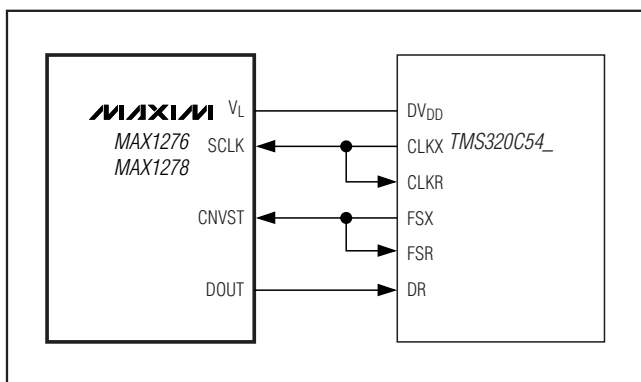 MAXIM
MAX1276
MAX1278
VL
SCLK
CNVST
DOUT
DVDD
CLKX
CLKR
FSX
FSR
DR
TMS320C54_